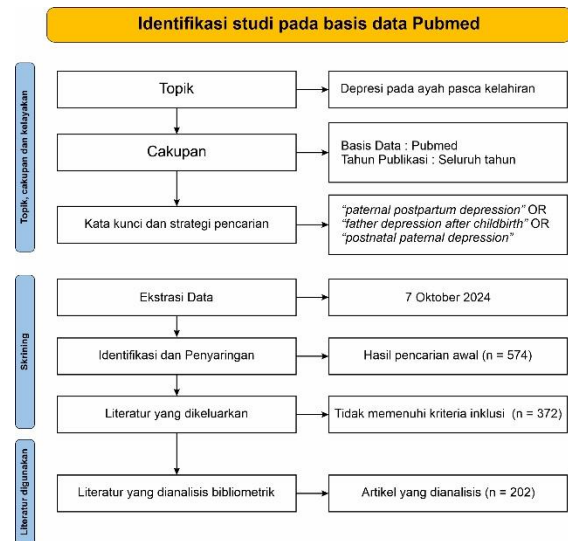 Identifikasi studi pada basis data Pubmed
Topik, cakupan dan kelayakan
Topik
Depresi pada ayah pasca kelahiran
Cakupan
Basis Data : Pubmed
Tahun Publikasi : Seluruh tahun
Kata kunci dan strategi pencarian
“paternal postpartum depression” OR
“father depression after childbirth” OR
“postnatal paternal depression”
Skrining
Ekstrasi Data
7 Oktober 2024
Identifikasi dan Penyaringan
Hasil pencarian awal (n = 574)
Literatur yang dikeluarkan
Tidak memenuhi kriteria inklusi (n = 372)
Literatur digunakan
Literatur yang dianalisis bibliometrik
Artikel yang dianalisis (n = 202)